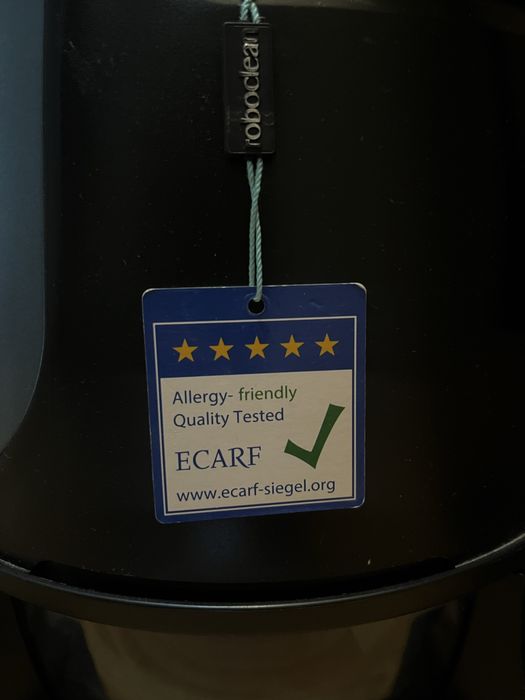 roboclean
Allergy- friendly
Quality Tested
ECARF
www.ecarf-siegel.org